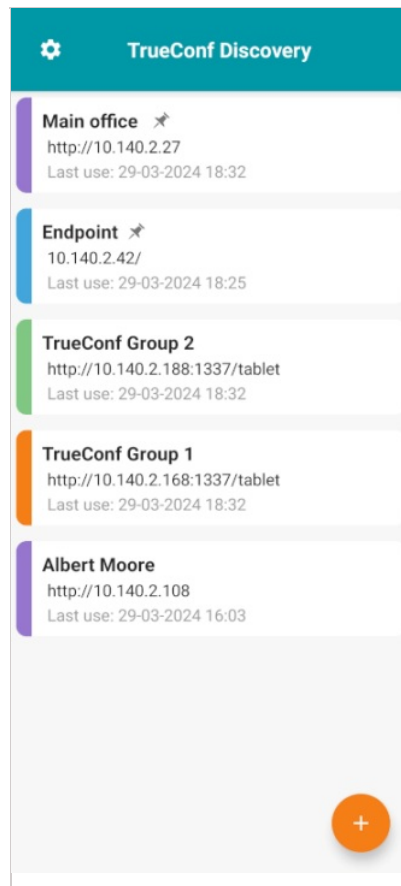 TrueConf Discovery
Main office
http://10.140.2.27
Last use: 29-03-2024 18:32
Endpoint
10.140.2.42/
Last use: 29-03-2024 18:25
TrueConf Group 2
http://10.140.2.188:1337/tablet
Last use: 29-03-2024 18:32
TrueConf Group 1
http://10.140.2.168:1337/tablet
Last use: 29-03-2024 18:32
Albert Moore
http://10.140.2.108
Last use: 29-03-2024 16:03
+